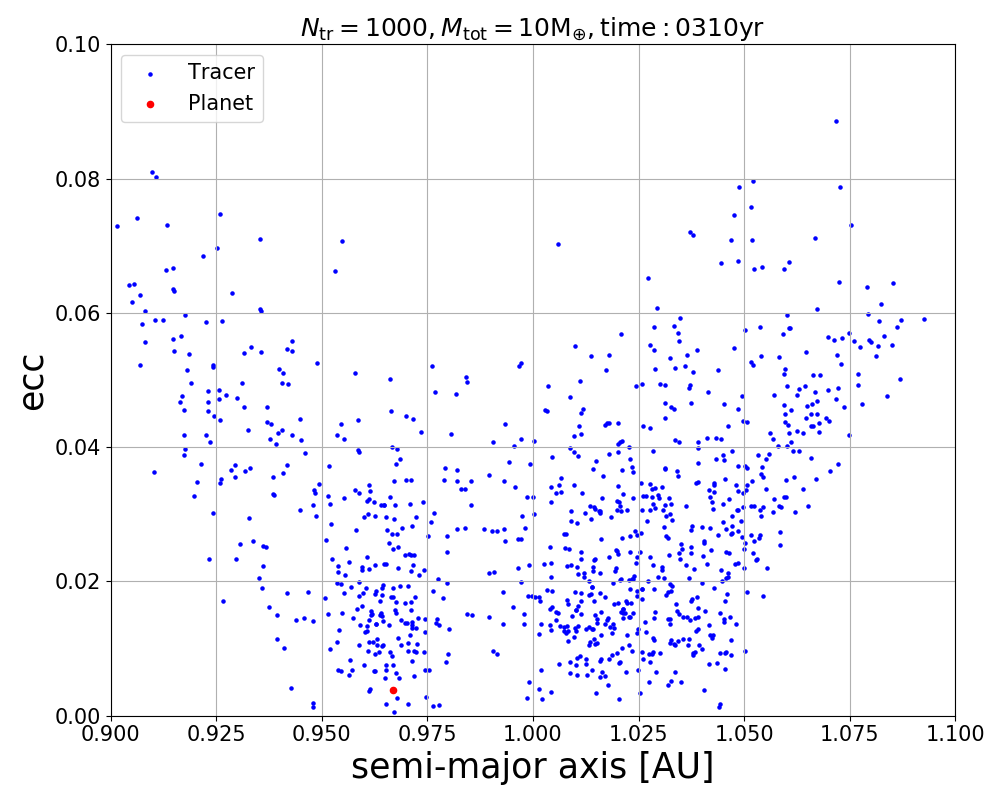 N_tr = 1000, M_tot = 10M_⊕, time : 0310yr
Tracer
Planet
0.10
0.08
0.06
0.04
0.02
0.00
ecc
0.900 0.925 0.950 0.975 1.000 1.025 1.050 1.075 1.100
semi-major axis [AU]